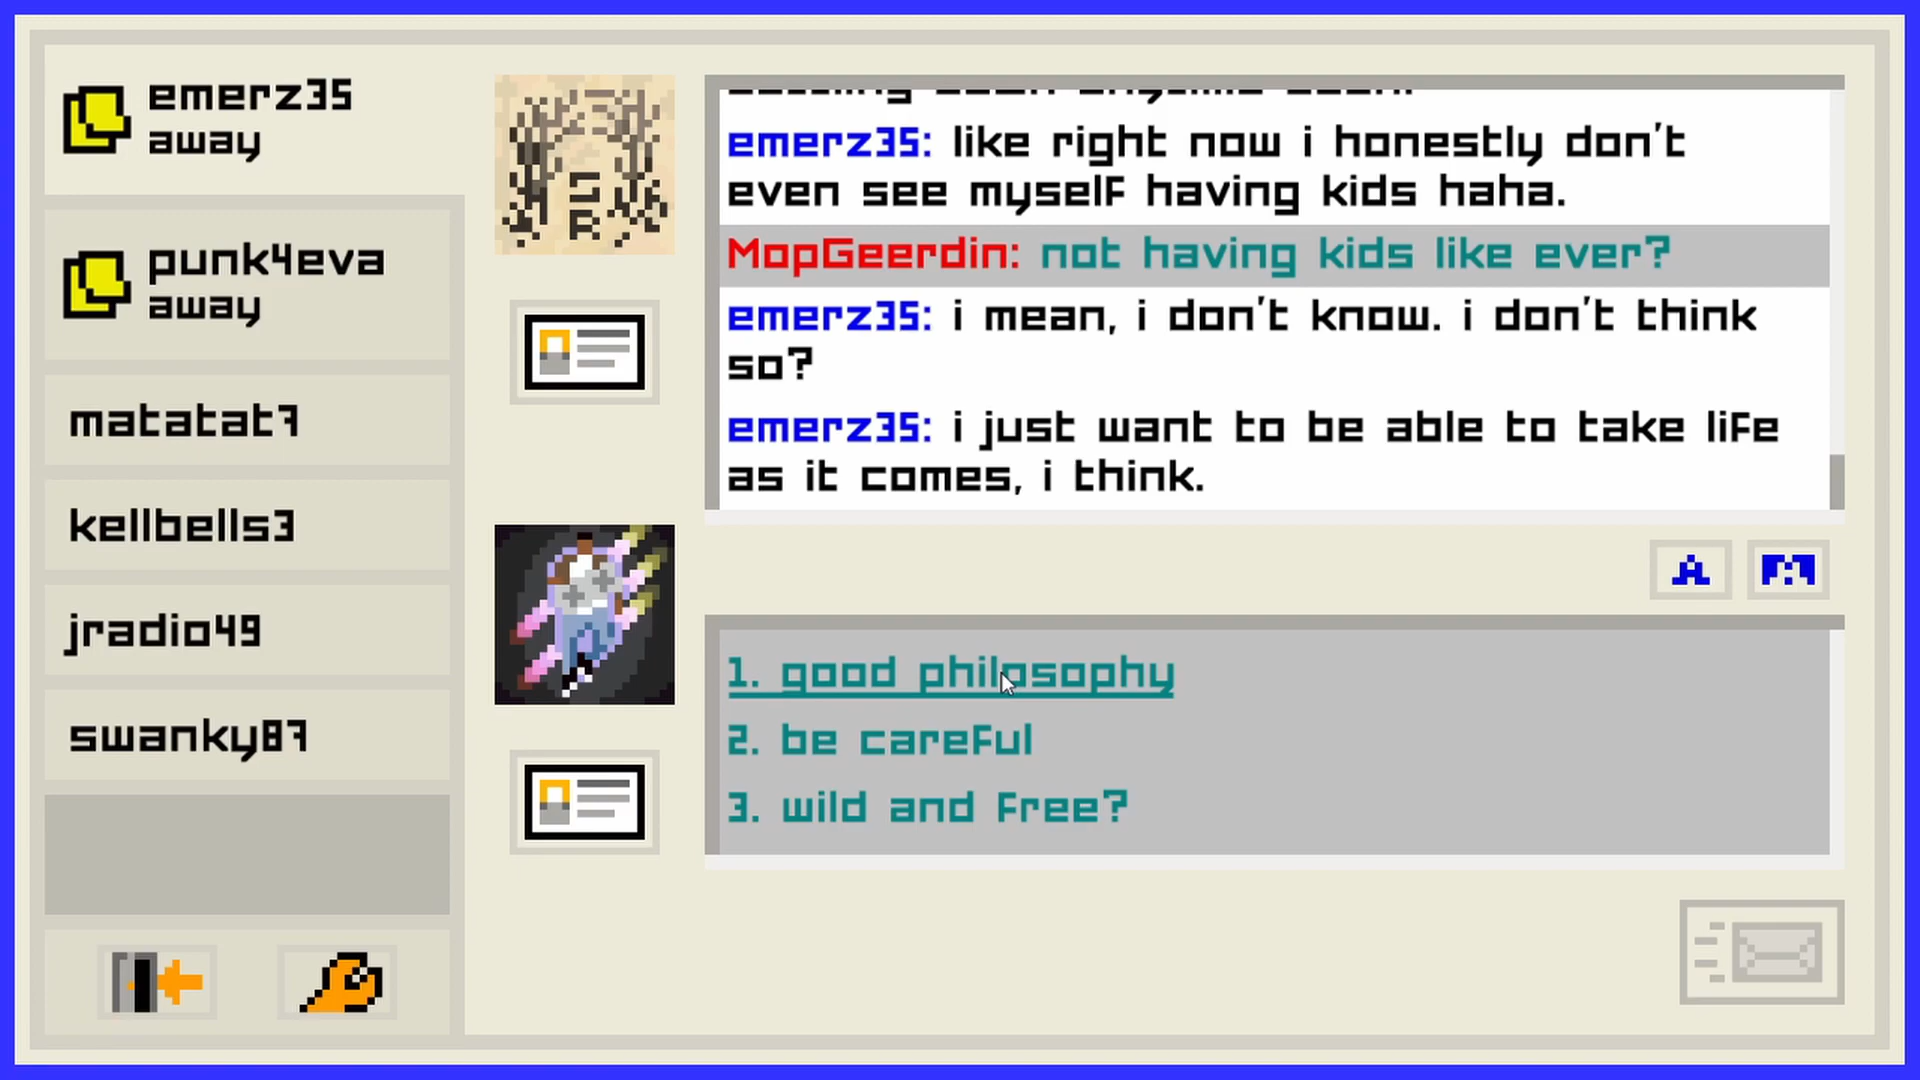 emerz35
away
punk4eva
away
matatat7
kellbells3
jradio49
swanky87
SR
emerz35: like right now i honestly don't
even see myself having kids haha.
MopGeerdin: not having kids like ever?
emerz35: i mean, i don't know. i don't think
so?
emerz35: i just want to be able to take life
as it comes, i think.
A
1. good philosophy
2. be careful
3. wild and free?